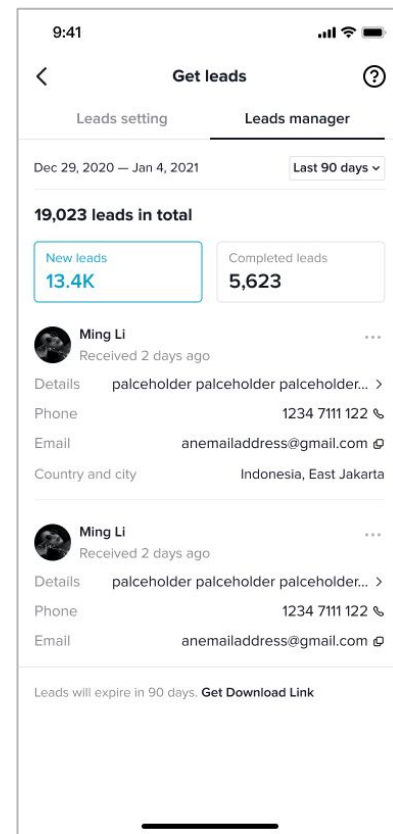 9:41
Get leads
Leads setting Leads manager
Dec 29, 2020 — Jan 4, 2021 Last 90 days
19,023 leads in total
New leads Completed leads
13.4K 5,623
Ming Li
Received 2 days ago
Details palceholder palceholder palceholder...
Phone 1234 7111 122
Email anemailaddress@gmail.com
Country and city Indonesia, East Jakarta
Ming Li
Received 2 days ago
Details palceholder palceholder palceholder...
Phone 1234 7111 122
Email anemailaddress@gmail.com
Leads will expire in 90 days. Get Download Link